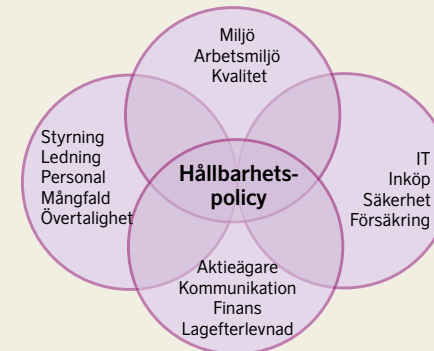 Miljö
Arbetsmiljö
Kvalitet
Styrning
Ledning
Personal
Mångfald
Övertalighet
Hållbarhets-
policy
IT
Inköp
Säkerhet
Försäkring
Aktieägare
Kommunikation
Finans
Lagefterlevnad